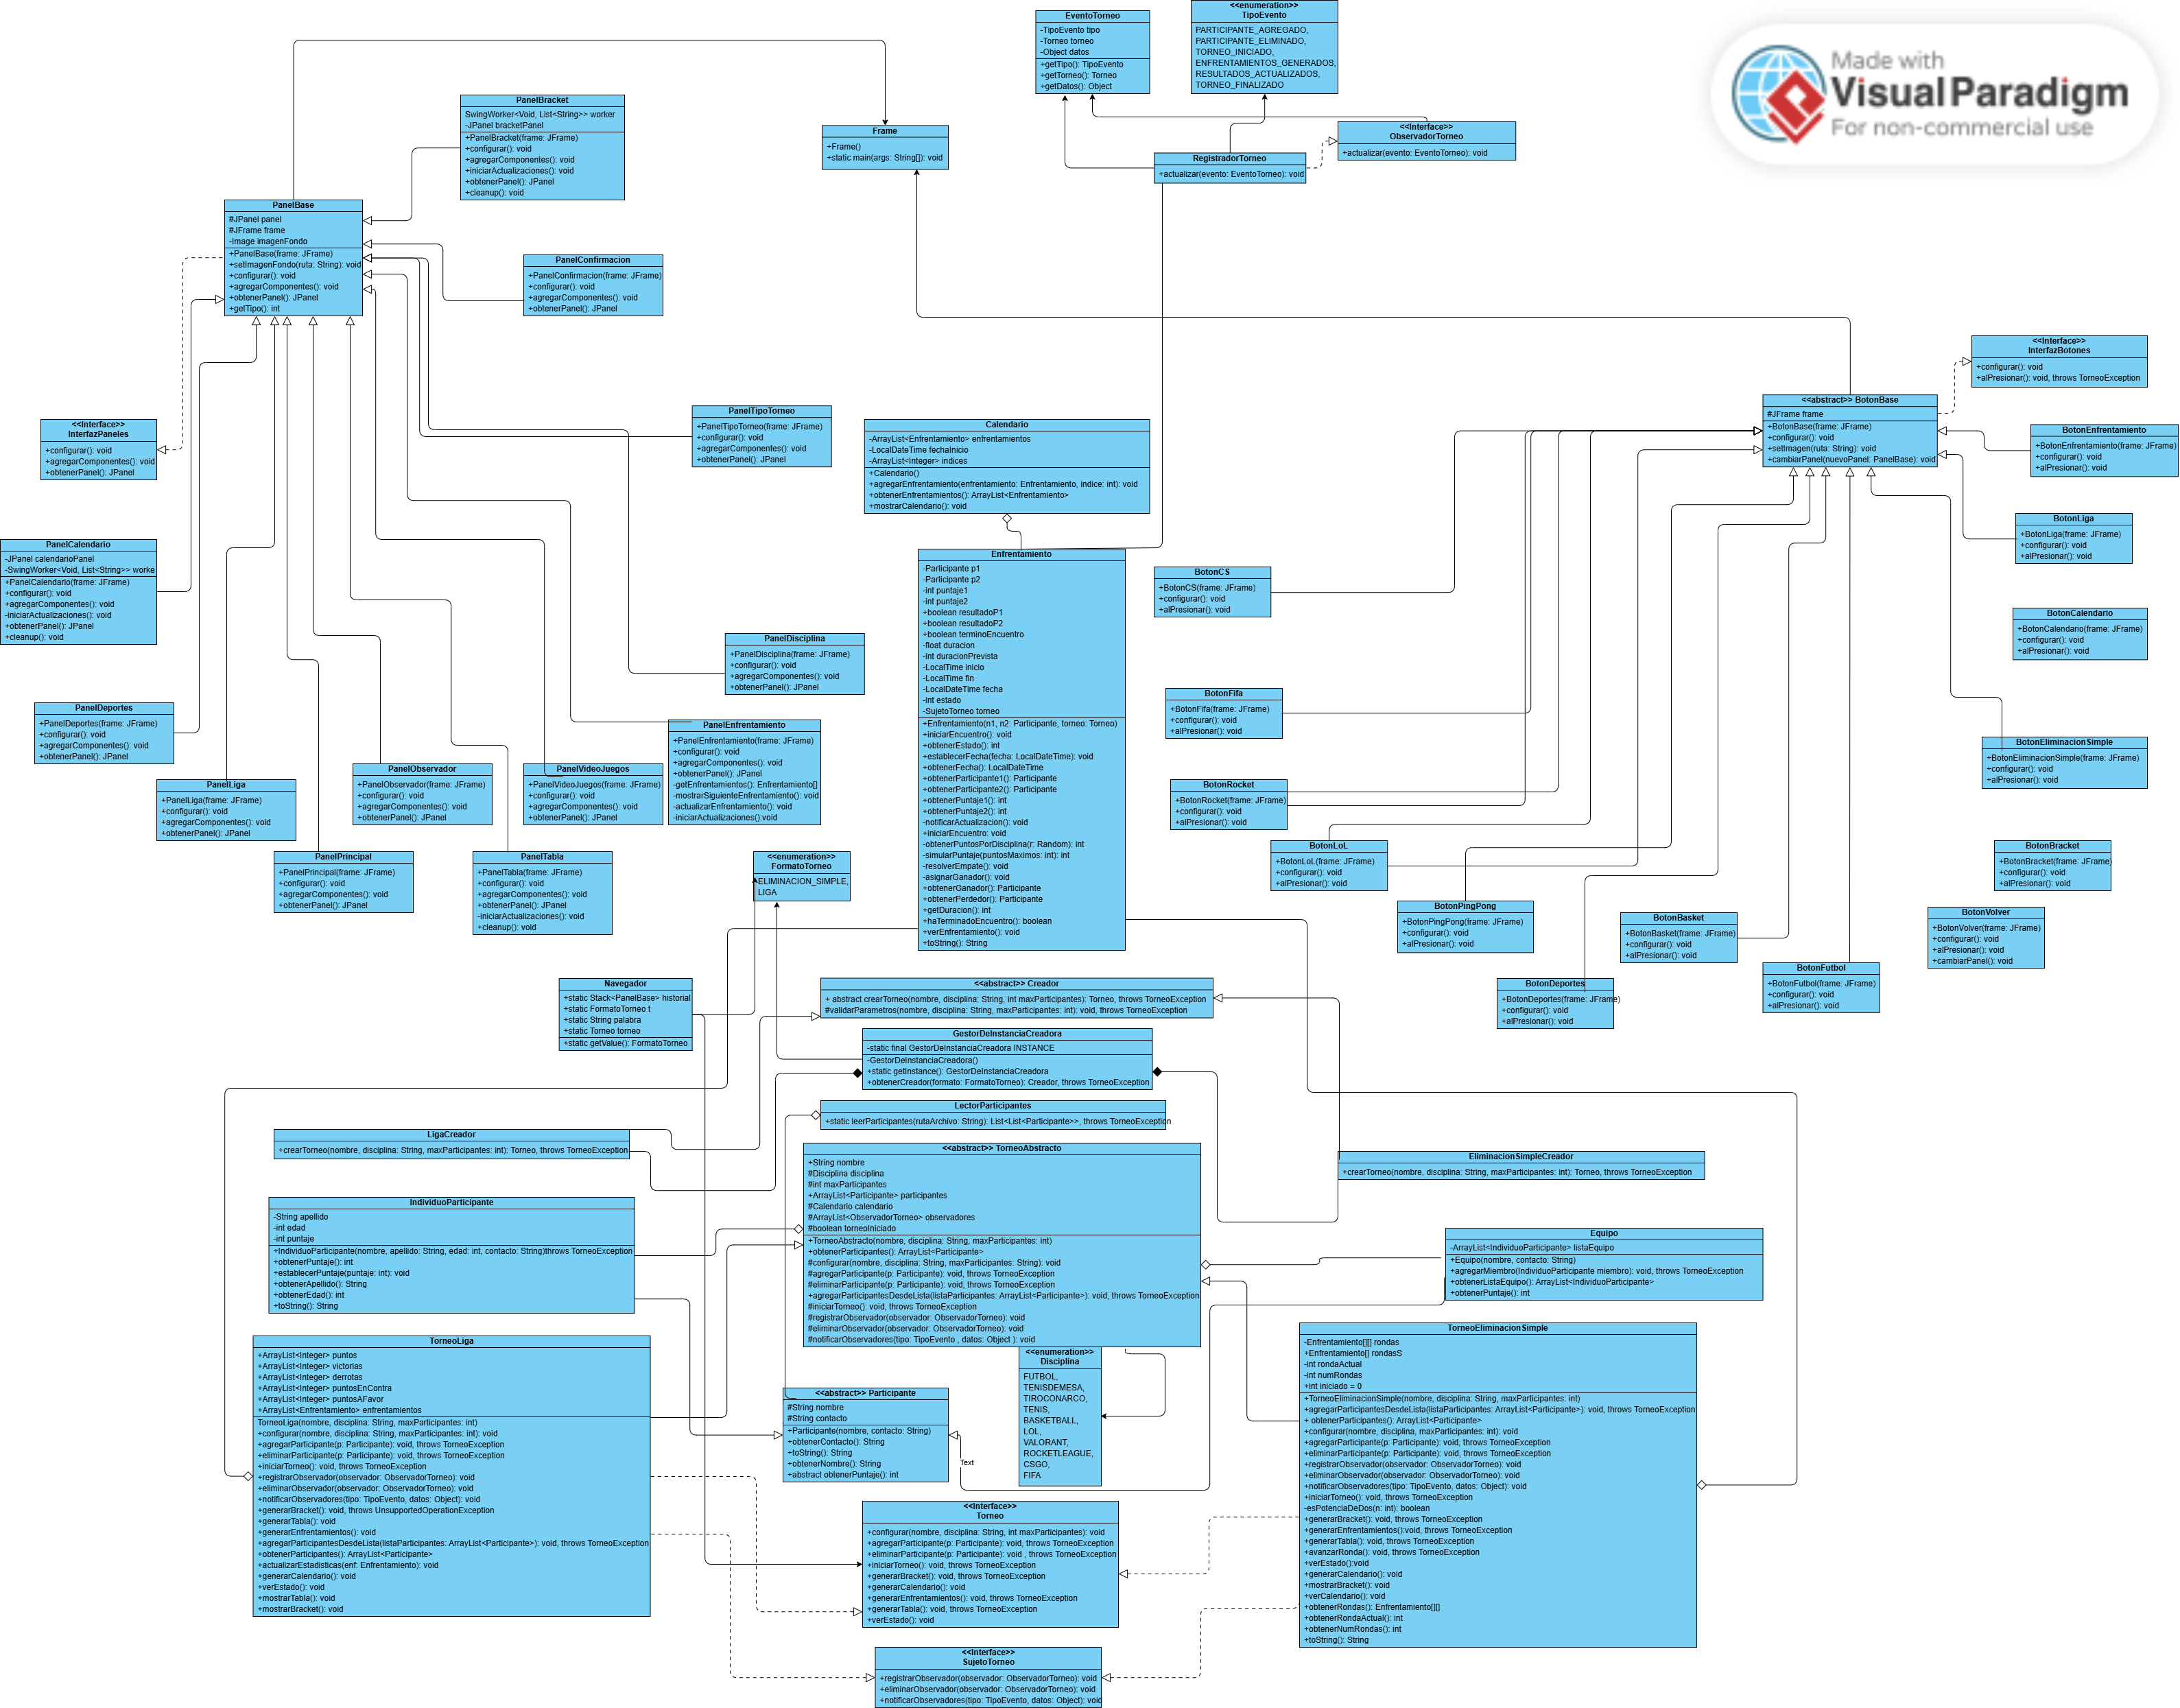 Made with
Visual Paradigm
For non-commercial use
EventoTorneo
-TipoEvento tipo
-Torneo torneo
-Object datos
+getTipo(): TipoEvento
+getTorneo(): Torneo
+getDatos(): Object
<<enumeration>>
TipoEvento
PARTICIPANTE_AGREGADO,
PARTICIPANTE_ELIMINADO,
TORNEO_INICIADO,
ENFRENTAMIENTOS_GENERADOS,
RESULTADOS_ACTUALIZADOS,
TORNEO_FINALIZADO
<<Interface>>
ObservadorTorneo
+actualizar(evento: EventoTorneo): void
RegistradorTorneo
+actualizar(evento: EventoTorneo): void
Frame
+Frame()
+static main(args: String[]): void
PanelBracket
SwingWorker<Void, List<String>> worker
-JPanel bracketPanel
+PanelBracket(frame: JFrame)
+configurar(): void
+agregarComponentes(): void
+iniciarActualizaciones(): void
+obtenerPanel(): JPanel
+cleanup(): void
PanelBase
#JPanel panel
#JFrame frame
-Image imagenFondo
+PanelBase(frame: JFrame)
+setImagenFondo(ruta: String): void
+configurar(): void
+agregarComponentes(): void
+obtenerPanel(): JPanel
+getTipo(): int
PanelConfirmacion
+PanelConfirmacion(frame: JFrame)
+configurar(): void
+agregarComponentes(): void
+obtenerPanel(): JPanel
<<Interface>>
InterfazBotones
+configurar(): void
+alPresionar(): void, throws TorneoException
<<abstract>> BotonBase
#JFrame frame
+BotonBase(frame: JFrame)
+configurar(): void
+setImagen(ruta: String): void
+cambiarPanel(nuevoPanel: PanelBase): void
<<Interface>>
InterfazPaneles
+configurar(): void
+agregarComponentes(): void
+obtenerPanel(): JPanel
PanelTipoTorneo
+PanelTipoTorneo(frame: JFrame)
+configurar(): void
+agregarComponentes(): void
+obtenerPanel(): JPanel
Calendario
-ArrayList<Enfrentamiento> enfrentamientos
-LocalDateTime fechaInicio
-ArrayList<Integer> indices
+Calendario()
+agregarEnfrentamiento(enfrentamiento: Enfrentamiento, indice: int): void
+obtenerEnfrentamientos(): ArrayList<Enfrentamiento>
+mostrarCalendario(): void
BotonEnfrentamiento
+BotonEnfrentamiento(frame: JFrame)
+configurar(): void
+alPresionar(): void
BotonLiga
+BotonLiga(frame: JFrame)
+configurar(): void
+alPresionar(): void
PanelCalendario
-JPanel calendarioPanel
-SwingWorker<Void, List<String>> worke
+PanelCalendario(frame: JFrame)
+configurar(): void
+agregarComponentes(): void
-iniciarActualizaciones(): void
+obtenerPanel(): JPanel
+cleanup(): void
Enfrentamiento
-Participante p1
-Participante p2
-int puntaje1
-int puntaje2
+boolean resultadoP1
+boolean resultadoP2
+boolean terminoEncuentro
-float duracion
-int duracionPrevista
-LocalTime inicio
-LocalTime fin
-LocalDateTime fecha
-int estado
-SujetoTorneo torneo
+Enfrentamiento(n1, n2: Participante, torneo: Torneo)
+iniciarEncuentro(): void
+obtenerEstado(): int
+establecerFecha(fecha: LocalDateTime): void
+obtenerFecha(): LocalDateTime
+obtenerParticipante1(): Participante
+obtenerParticipante2(): Participante
+obtenerPuntaje1(): int
+obtenerPuntaje2(): int
-notificarActualizacion(): void
+iniciarEncuentro: void
-obtenerPuntosPorDisciplina(r: Random): int
-simularPuntaje(puntosMaximos: int): int
-resolverEmpate(): void
-asignarGanador(): void
+obtenerGanador(): Participante
+obtenerPerdedor(): Participante
+getDuracion(): int
+haTerminadoEncuentro(): boolean
+verEnfrentamiento(): void
+toString(): String
BotonCS
+BotonCS(frame: JFrame)
+configurar(): void
+alPresionar(): void
BotonCalendario
+BotonCalendario(frame: JFrame)
+configurar(): void
+alPresionar(): void
PanelDisciplina
+PanelDisciplina(frame: JFrame)
+configurar(): void
+agregarComponentes(): void
+obtenerPanel(): JPanel
BotonFifa
+BotonFifa(frame: JFrame)
+configurar(): void
+alPresionar(): void
PanelDeportes
+PanelDeportes(frame: JFrame)
+configurar(): void
+agregarComponentes(): void
+obtenerPanel(): JPanel
PanelEnfrentamiento
+PanelEnfrentamiento(frame: JFrame)
+configurar(): void
+agregarComponentes(): void
+obtenerPanel(): JPanel
-getEnfrentamientos(): Enfrentamiento[]
-mostrarSiguienteEnfrentamiento(): void
-actualizarEnfrentamiento(): void
-iniciarActualizaciones():void
BotonEliminacionSimple
+BotonEliminacionSimple(frame: JFrame)
+configurar(): void
+alPresionar(): void
PanelObservador
+PanelObservador(frame: JFrame)
+configurar(): void
+agregarComponentes(): void
+obtenerPanel(): JPanel
PanelVideoJuegos
+PanelVideoJuegos(frame: JFrame)
+configurar(): void
+agregarComponentes(): void
+obtenerPanel(): JPanel
PanelLiga
+PanelLiga(frame: JFrame)
+configurar(): void
+agregarComponentes(): void
+obtenerPanel(): JPanel
BotonRocket
+BotonRocket(frame: JFrame)
+configurar(): void
+alPresionar(): void
BotonLoL
+BotonLoL(frame: JFrame)
+configurar(): void
+alPresionar(): void
BotonBracket
+BotonBracket(frame: JFrame)
+configurar(): void
+alPresionar(): void
PanelPrincipal
+PanelPrincipal(frame: JFrame)
+configurar(): void
+agregarComponentes(): void
+obtenerPanel(): JPanel
PanelTabla
+PanelTabla(frame: JFrame)
+configurar(): void
+agregarComponentes(): void
+obtenerPanel(): JPanel
-iniciarActualizaciones(): void
+cleanup(): void
<<enumeration>>
FormatoTorneo
ELIMINACION_SIMPLE,
LIGA
BotonPingPong
+BotonPingPong(frame: JFrame)
+configurar(): void
+alPresionar(): void
BotonBasket
+BotonBasket(frame: JFrame)
+configurar(): void
+alPresionar(): void
BotonVolver
+BotonVolver(frame: JFrame)
+configurar(): void
+alPresionar(): void
+cambiarPanel(): void
BotonFutbol
+BotonFutbol(frame: JFrame)
+configurar(): void
+alPresionar(): void
BotonDeportes
+BotonDeportes(frame: JFrame)
+configurar(): void
+alPresionar(): void
Navegador
+static Stack<PanelBase> historial
+static FormatoTorneo t
+static String palabra
+static Torneo torneo
+static getValue(): FormatoTorneo
<<abstract>> Creador
+ abstract crearTorneo(nombre, disciplina: String, int maxParticipantes): Torneo, throws TorneoException
#validarParametros(nombre, disciplina: String, maxParticipantes: int): void, throws TorneoException
GestorDeInstanciaCreadora
-static final GestorDeInstanciaCreadora INSTANCE
-GestorDeInstanciaCreadora()
+static getInstance(): GestorDeInstanciaCreadora
+obtenerCreador(formato: FormatoTorneo): Creador, throws TorneoException
LectorParticipantes
+static leerParticipantes(rutaArchivo: String): List<List<Participante>>, throws TorneoException
LigaCreador
+crearTorneo(nombre, disciplina: String, maxParticipantes: int): Torneo, throws TorneoException
<<abstract>> TorneoAbstracto
+String nombre
#Disciplina disciplina
#int maxParticipantes
+ArrayList<Participante> participantes
#Calendario calendario
#ArrayList<ObservadorTorneo> observadores
#boolean torneoIniciado
+TorneoAbstracto(nombre, disciplina: String, maxParticipantes: int)
+obtenerParticipantes(): ArrayList<Participante>
#configurar(nombre, disciplina: String, maxParticipantes: String): void
#agregarParticipante(p: Participante): void, throws TorneoException
#eliminarParticipante(p: Participante): void, throws TorneoException
+agregarParticipantesDesdeLista(listaParticipantes: ArrayList<Participante>): void, throws TorneoException
#iniciarTorneo(): void, throws TorneoException
#registrarObservador(observador: ObservadorTorneo): void
#eliminarObservador(observador: ObservadorTorneo): void
#notificarObservadores(tipo: TipoEvento , datos: Object ): void
EliminacionSimpleCreador
+crearTorneo(nombre, disciplina: String, maxParticipantes: int): Torneo, throws TorneoException
IndividuoParticipante
-String apellido
-int edad
-int puntaje
+IndividuoParticipante(nombre, apellido: String, edad: int, contacto: String)throws TorneoException
+obtenerPuntaje(): int
+establecerPuntaje(puntaje: int): void
+obtenerApellido(): String
+obtenerEdad(): int
+toString(): String
Equipo
-ArrayList<IndividuoParticipante> listaEquipo
+Equipo(nombre, contacto: String)
+agregarMiembro(IndividuoParticipante miembro): void, throws TorneoException
+obtenerListaEquipo(): ArrayList<IndividuoParticipante>
+obtenerPuntaje(): int
TorneoLiga
+ArrayList<Integer> puntos
+ArrayList<Integer> victorias
+ArrayList<Integer> derrotas
+ArrayList<Integer> puntosEnContra
+ArrayList<Integer> puntosAFavor
+ArrayList<Enfrentamiento> enfrentamientos
TorneoLiga(nombre, disciplina: String, maxParticipantes: int)
+configurar(nombre, disciplina: String, maxParticipantes: int): void
+agregarParticipante(p: Participante): void, throws TorneoException
+eliminarParticipante(p: Participante): void, throws TorneoException
+iniciarTorneo(): void, throws TorneoException
+registrarObservador(observador: ObservadorTorneo): void
+eliminarObservador(observador: ObservadorTorneo): void
+notificarObservadores(tipo: TipoEvento, datos: Object): void
+generarBracket(): void, throws UnsupportedOperationException
+generarTabla(): void
+generarEnfrentamientos(): void
+agregarParticipantesDesdeLista(listaParticipantes: ArrayList<Participante>): void, throws TorneoException
+obtenerParticipantes(): ArrayList<Participante>
+actualizarEstadisticas(enf: Enfrentamiento): void
+generarCalendario(): void
+verEstado(): void
+mostrarTabla(): void
+mostrarBracket(): void
<<abstract>> Participante
#String nombre
#String contacto
+Participante(nombre, contacto: String)
+obtenerContacto(): String
+toString(): String
+obtenerNombre(): String
+abstract obtenerPuntaje(): int
Text
<<enumeration>>
Disciplina
FUTBOL,
TENISDEMESA,
TIROCONARCO,
TENIS,
BASKETBALL,
LOL,
VALORANT,
ROCKETLEAGUE,
CSGO,
FIFA
TorneoEliminacionSimple
-Enfrentamiento[][] rondas
+Enfrentamiento[] rondasS
-int rondaActual
-int numRondas
+int iniciado = 0
+TorneoEliminacionSimple(nombre, disciplina: String, maxParticipantes: int)
+agregarParticipantesDesdeLista(listaParticipantes: ArrayList<Participante>): void, throws TorneoException
+ obtenerParticipantes(): ArrayList<Participante>
+configurar(nombre, disciplina, maxParticipantes: int): void
+agregarParticipante(p: Participante): void, throws TorneoException
+eliminarParticipante(p: Participante): void, throws TorneoException
+registrarObservador(observador: ObservadorTorneo): void
+eliminarObservador(observador: ObservadorTorneo): void
+notificarObservadores(tipo: TipoEvento, datos: Object): void
+iniciarTorneo(): void, throws TorneoException
-esPotenciaDeDos(n: int): boolean
+generarBracket(): void, throws TorneoException
+generarEnfrentamientos():void, throws TorneoException
+generarTabla(): void, throws TorneoException
+avanzarRonda(): void, throws TorneoException
+verEstado():void
+generarCalendario(): void
+mostrarBracket(): void
+verCalendario(): void
+obtenerRondas(): Enfrentamiento[][]
+obtenerRondaActual(): int
+obtenerNumRondas(): int
+toString(): String
<<Interface>>
Torneo
+configurar(nombre, disciplina: String, int maxParticipantes): void
+agregarParticipante(p: Participante): void, throws TorneoException
+eliminarParticipante(p: Participante): void , throws TorneoException
+iniciarTorneo(): void, throws TorneoException
+generarBracket(): void, throws TorneoException
+generarCalendario(): void
+generarEnfrentamientos(): void, throws TorneoException
+generarTabla(): void, throws TorneoException
+verEstado(): void
<<Interface>>
SujetoTorneo
+registrarObservador(observador: ObservadorTorneo): void
+eliminarObservador(observador: ObservadorTorneo): void
+notificarObservadores(tipo: TipoEvento, datos: Object): void